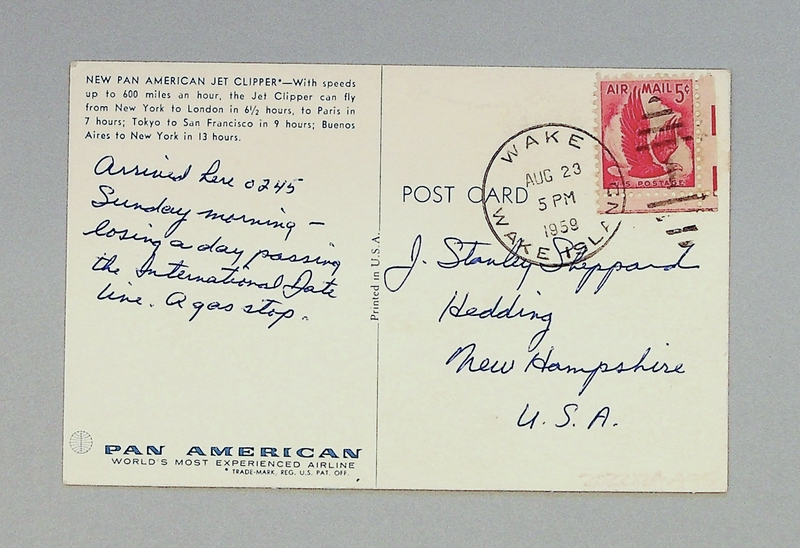 NEW PAN AMERICAN JET CLIPPER*—With speeds
up to 600 miles an hour, the Jet Clipper can fly
from New York to London in 6½ hours, to Paris in
7 hours; Tokyo to San Francisco in 9 hours; Buenos
Aires to New York in 13 hours.
Arrived here 0245
Sunday morning –
losing a day passing
the International Date
line. A gas stop.
PAN AMERICAN
WORLD'S MOST EXPERIENCED AIRLINE
* TRADE-MARK, REG. U.S. PAT. OFF.
Printed in U.S.A.
POST CARD
AIR MAIL 5¢
U.S. POSTAGE
WAKE
AUG 23
5 PM
1959
WAKE ISLAND
J. Stanley Sheppard
Hedding
New Hampshire
U.S.A.